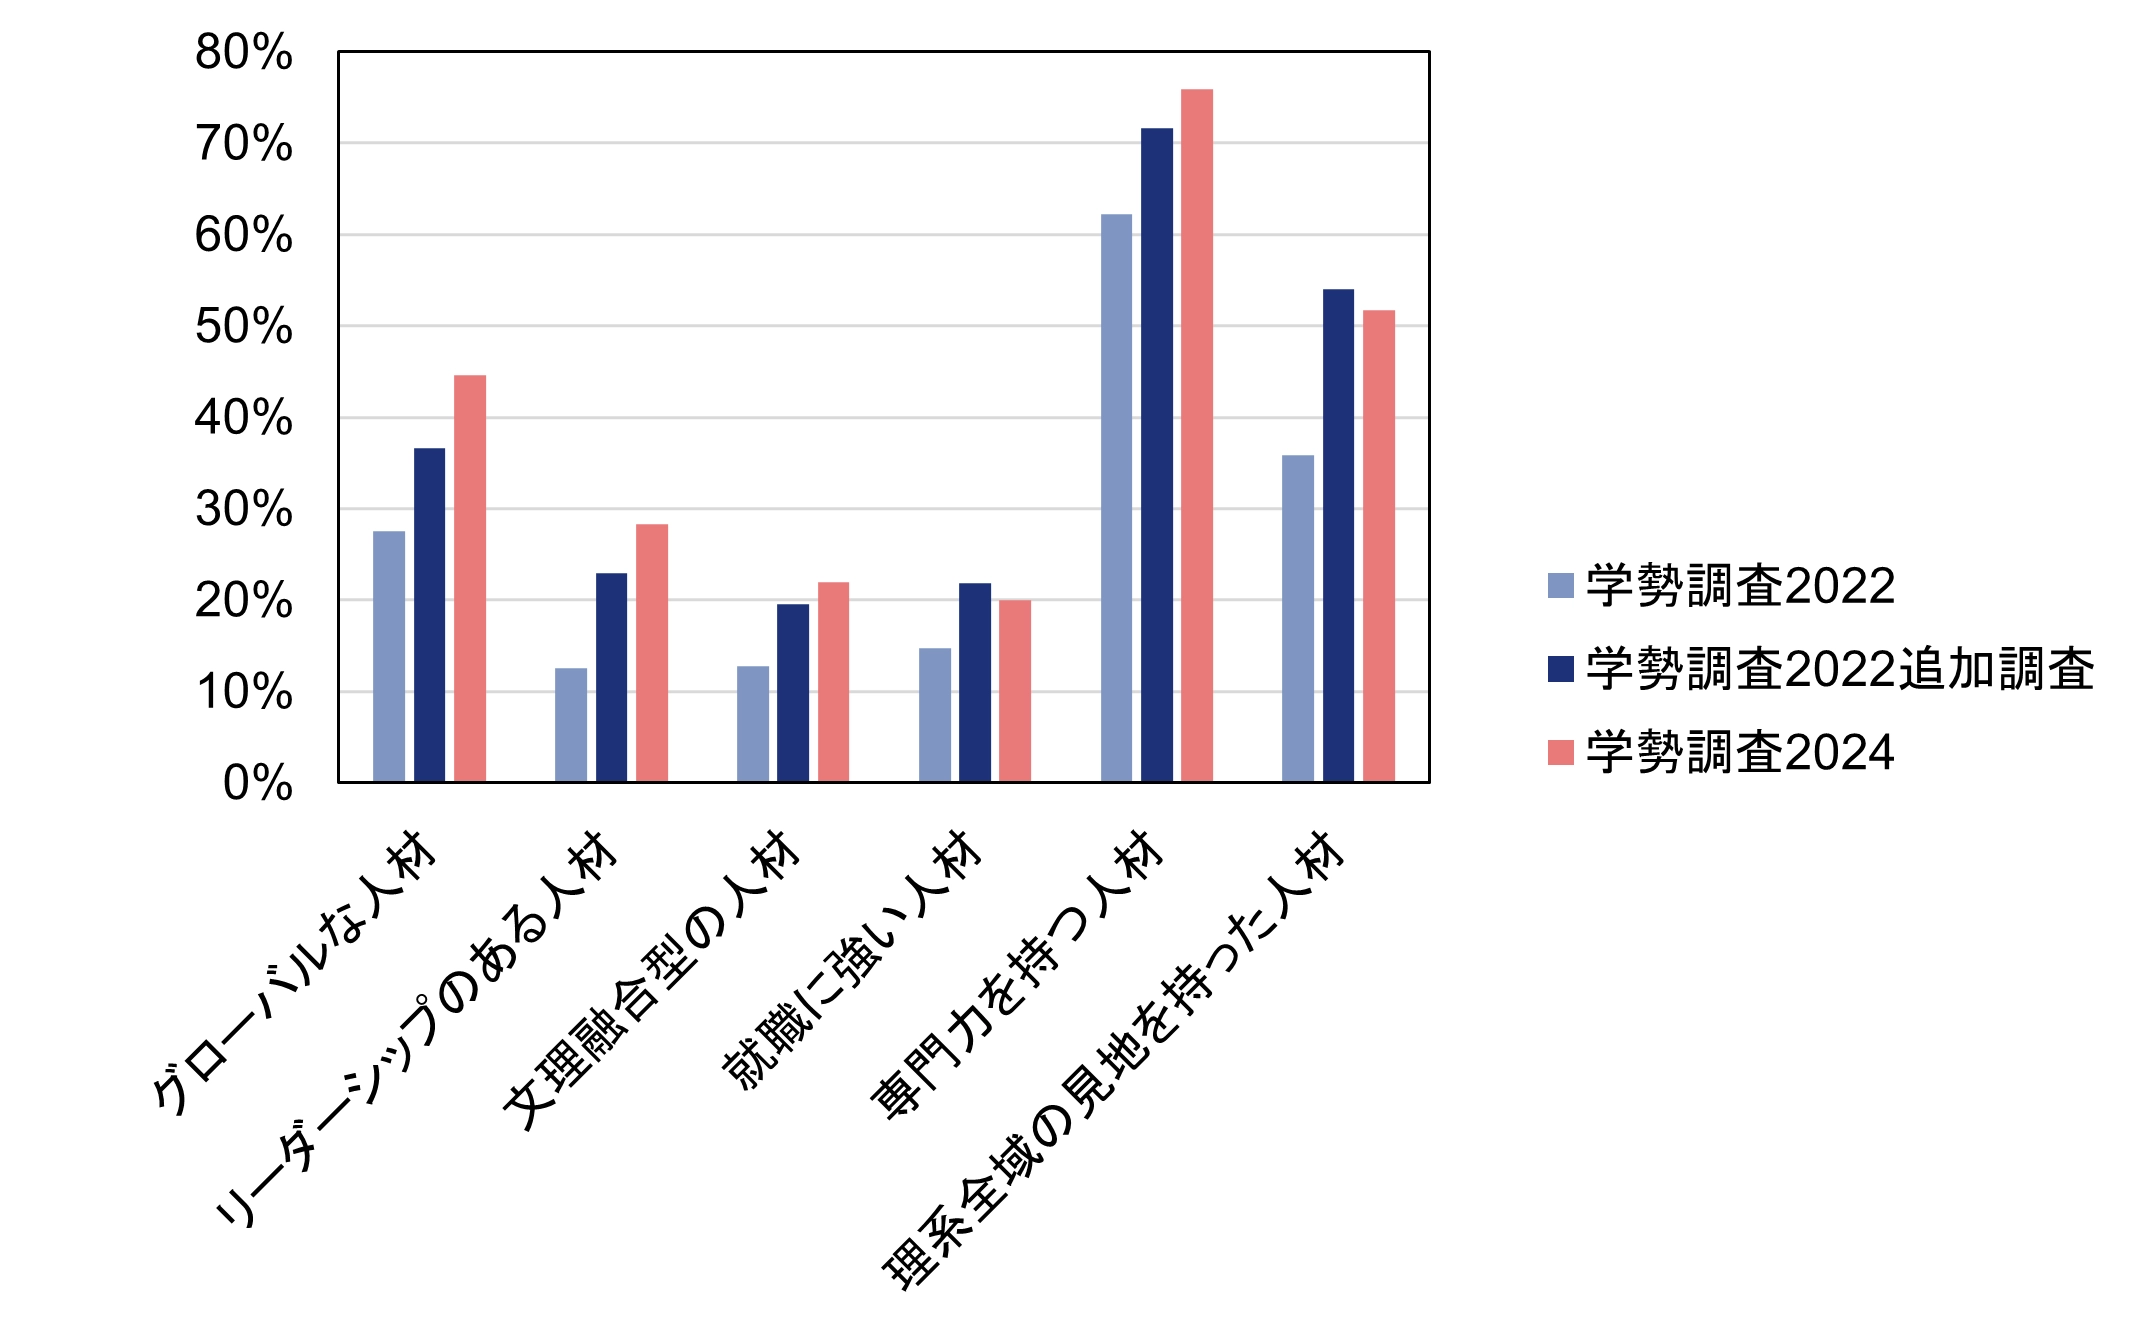 80%
70%
60%
50%
40%
30%
20%
10%
0%
グローバルな人材
リーダーシップのある人材
文理融合型の人材
就職に強い人材
専門力を持つ人材
理系全域の見地を持った人材
学勢調査2022
学勢調査2022追加調査
学勢調査2024